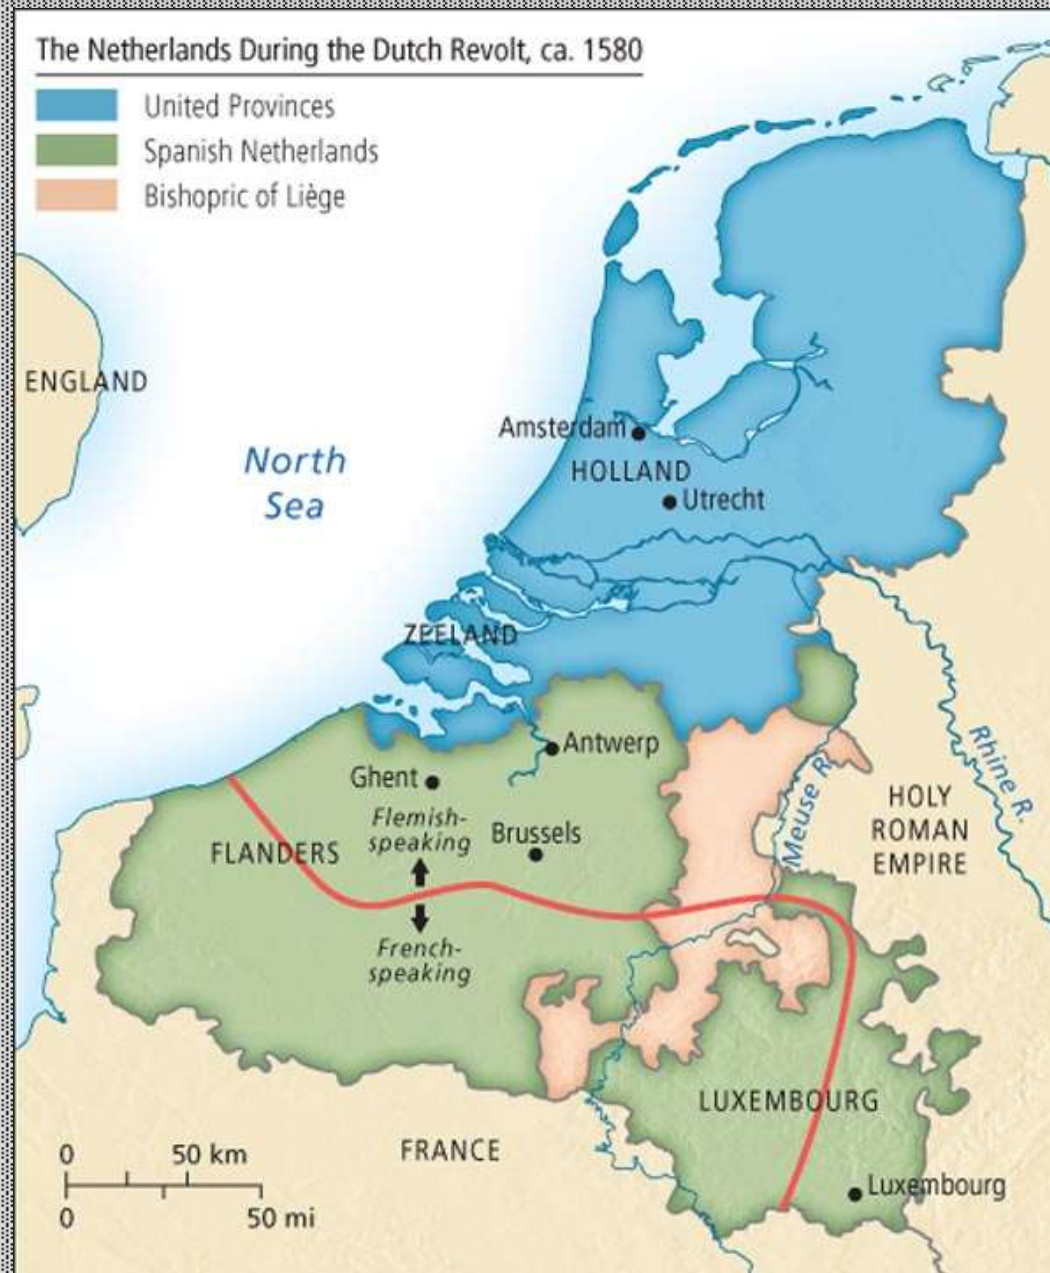 The Netherlands During the Dutch Revolt, ca. 1580
United Provinces
Spanish Netherlands
Bishopric of Liège
ENGLAND
North
Sea
Amsterdam
HOLLAND
Utrecht
ZEELAND
Antwerp
Ghent
Flemish-
speaking
Brussels
FLANDERS
French-
speaking
Meuse R.
Rhine R.
HOLY
ROMAN
EMPIRE
LUXEMBOURG
Luxembourg
FRANCE
0 50 km
0 50 mi